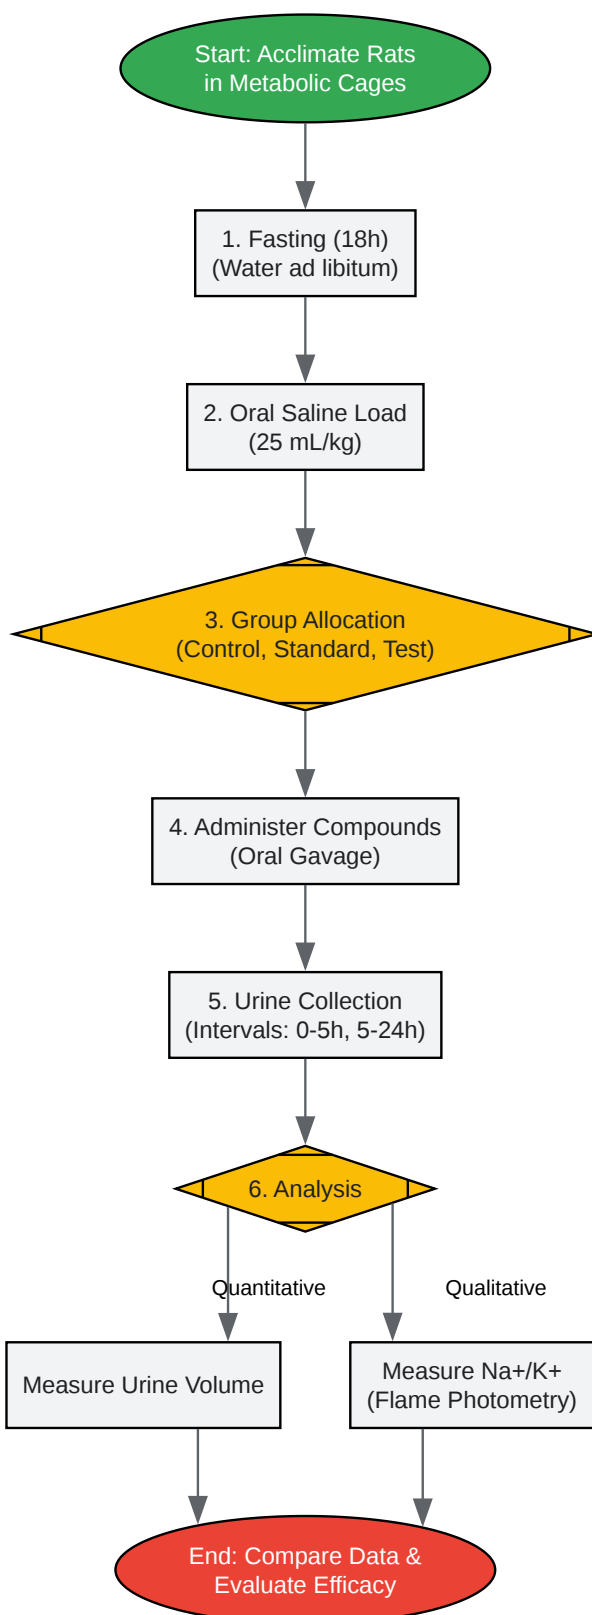 Start: Acclimate Rats
in Metabolic Cages
1. Fasting (18h)
(Water ad libitum)
2. Oral Saline Load
(25 mL/kg)
3. Group Allocation
(Control, Standard, Test)
4. Administer Compounds
(Oral Gavage)
5. Urine Collection
(Intervals: 0-5h, 5-24h)
6. Analysis
Quantitative
Qualitative
Measure Urine Volume
Measure Na+/K+
(Flame Photometry)
End: Compare Data &
Evaluate Efficacy